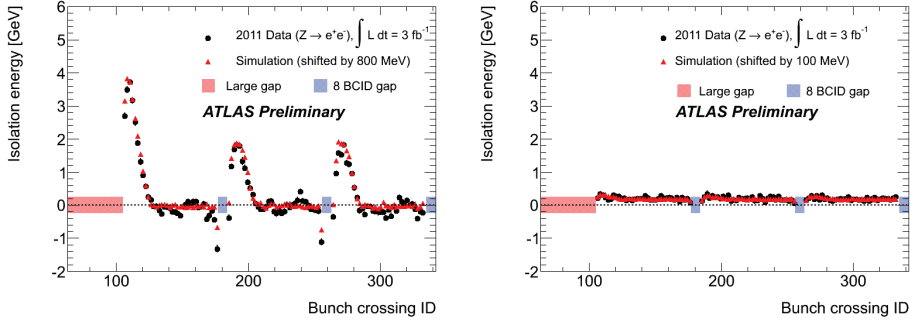 Isolation energy [GeV]
6
5
4
3
2
1
0
-1
-2
2011 Data (Z → e⁺e⁻), ∫ L dt = 3 fb⁻¹
Simulation (shifted by 800 MeV)
Large gap
8 BCID gap
ATLAS Preliminary
100
200
300
Bunch crossing ID
Isolation energy [GeV]
6
5
4
3
2
1
0
-1
-2
2011 Data (Z → e⁺e⁻), ∫ L dt = 3 fb⁻¹
Simulation (shifted by 100 MeV)
Large gap
8 BCID gap
ATLAS Preliminary
100
200
300
Bunch crossing ID